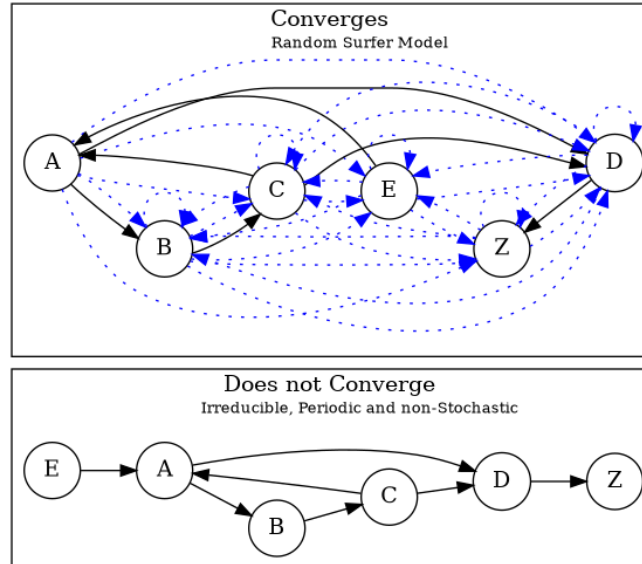 Converges
Random Surfer Model
A
D
C
E
B
Z
Does not Converge
Irreducible, Periodic and non-Stochastic
E
A
D
Z
C
B